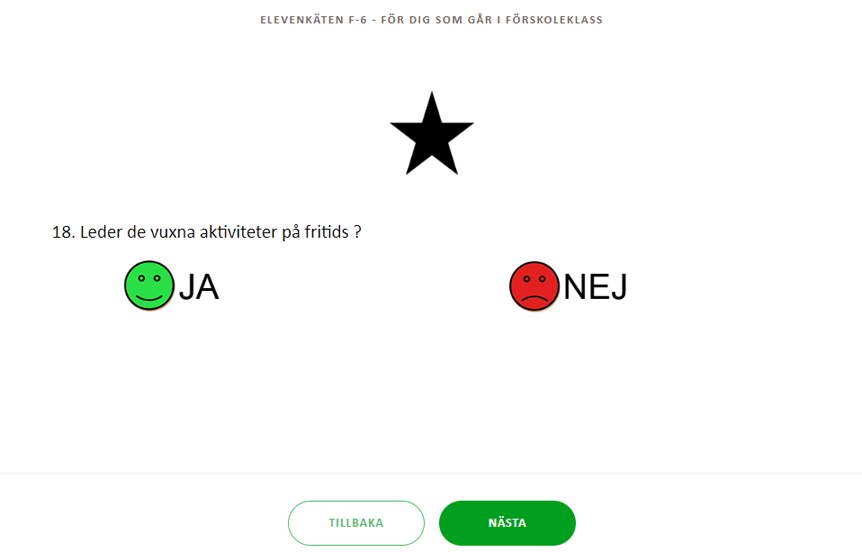 ELEVENKÄTEN F-6 - FÖR DIG SOM GÅR I FÖRSKOLEKLASS
18. Leder de vuxna aktiviteter på fritids ?
JA NEJ
TILLBAKA NÄSTA